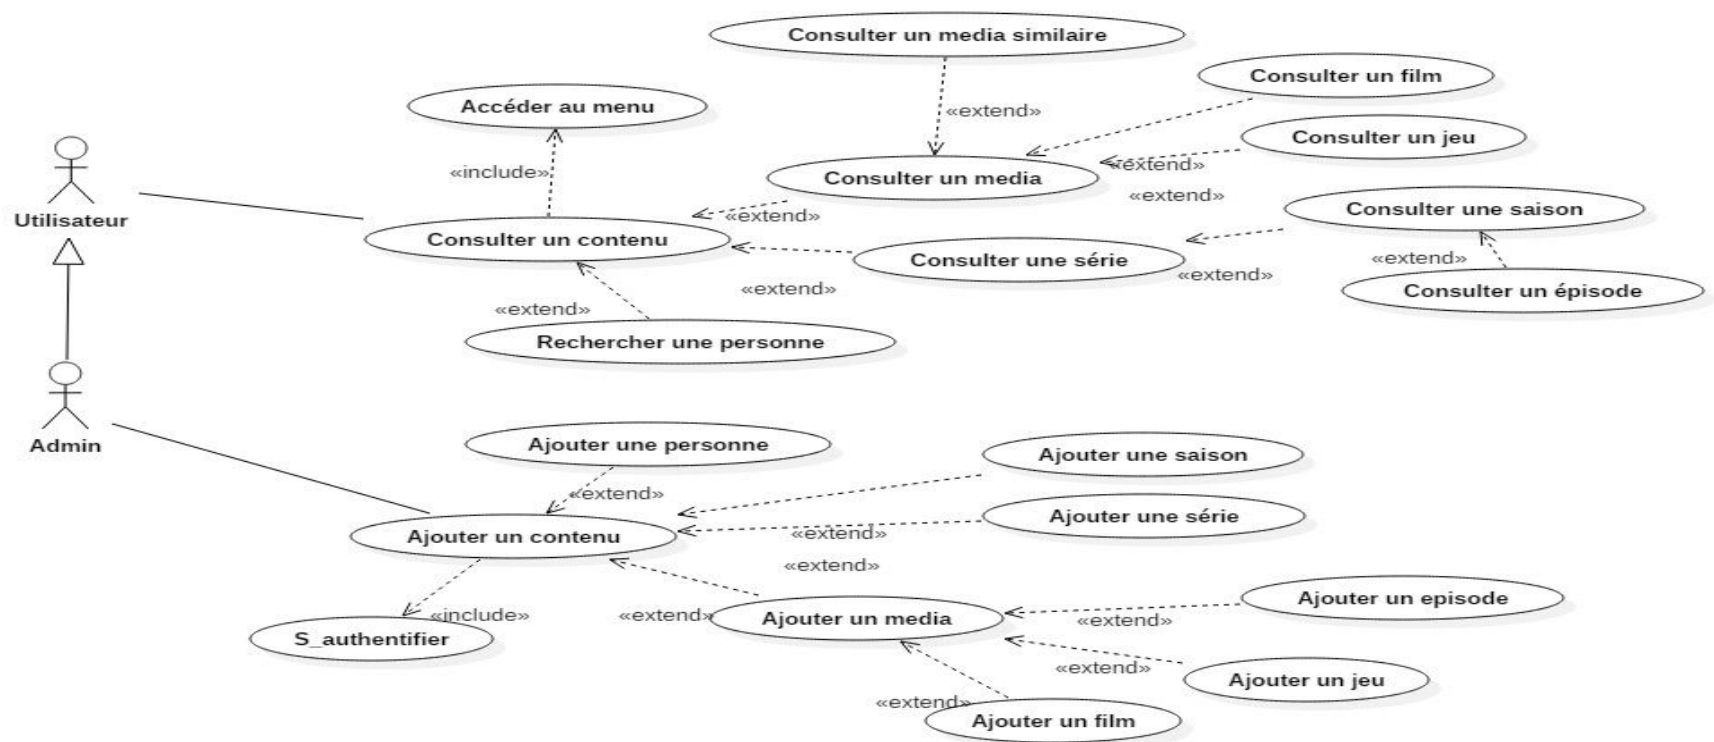 Consulter un media similaire
Consulter un film
Accéder au menu
«extend»
Consulter un jeu
«include»
«extend»
Consulter un media
«extend»
Consulter une saison
Utilisateur
«extend»
Consulter un contenu
Consulter une série
«extend»
«extend»
«extend»
Consulter un épisode
«extend»
Rechercher une personne
Admin
Ajouter une personne
Ajouter une saison
«extend»
Ajouter une série
Ajouter un contenu
«extend»
«extend»
Ajouter un episode
«include»
«extend»
Ajouter un media
«extend»
S_authentifier
«extend»
Ajouter un jeu
«extend»
Ajouter un film